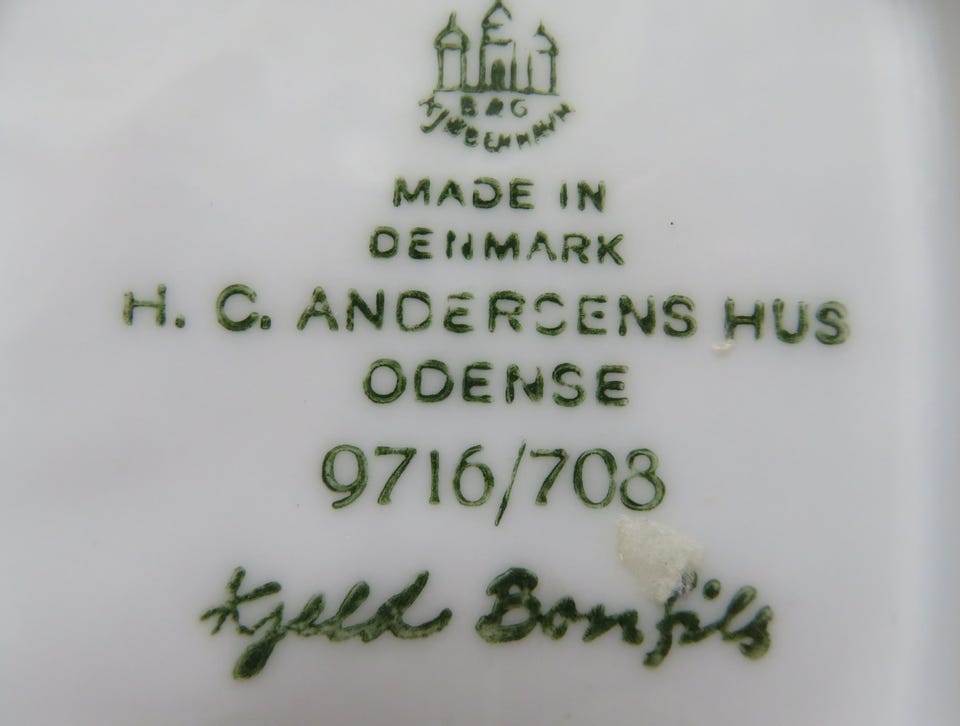 B&G
KJØBENHAVN
MADE IN
DENMARK
H. C. ANDERSENS HUS
ODENSE
9716/708
Kjeld Bonfils